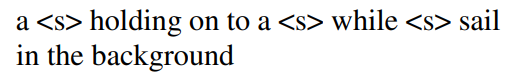 a <s> holding on to a <s> while <s> sail
in the background